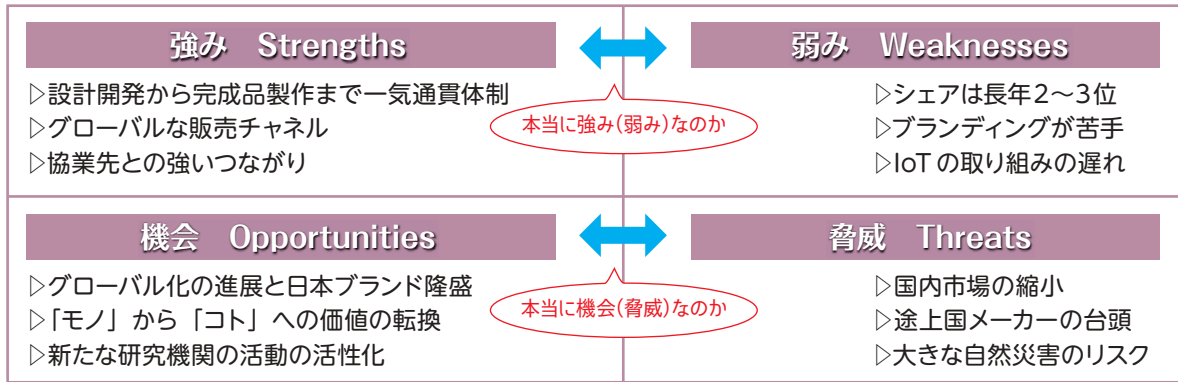 強み　Strengths
▷設計開発から完成品製作まで一気通貫体制
▷グローバルな販売チャネル
▷協業先との強いつながり
本当に強み(弱み)なのか
弱み　Weaknesses
▷シェアは長年2〜3位
▷ブランディングが苦手
▷IoTの取り組みの遅れ
機会　Opportunities
▷グローバル化の進展と日本ブランド隆盛
▷「モノ」から「コト」への価値の転換
▷新たな研究機関の活動の活性化
本当に機会(脅威)なのか
脅威　Threats
▷国内市場の縮小
▷途上国メーカーの台頭
▷大きな自然災害のリスク